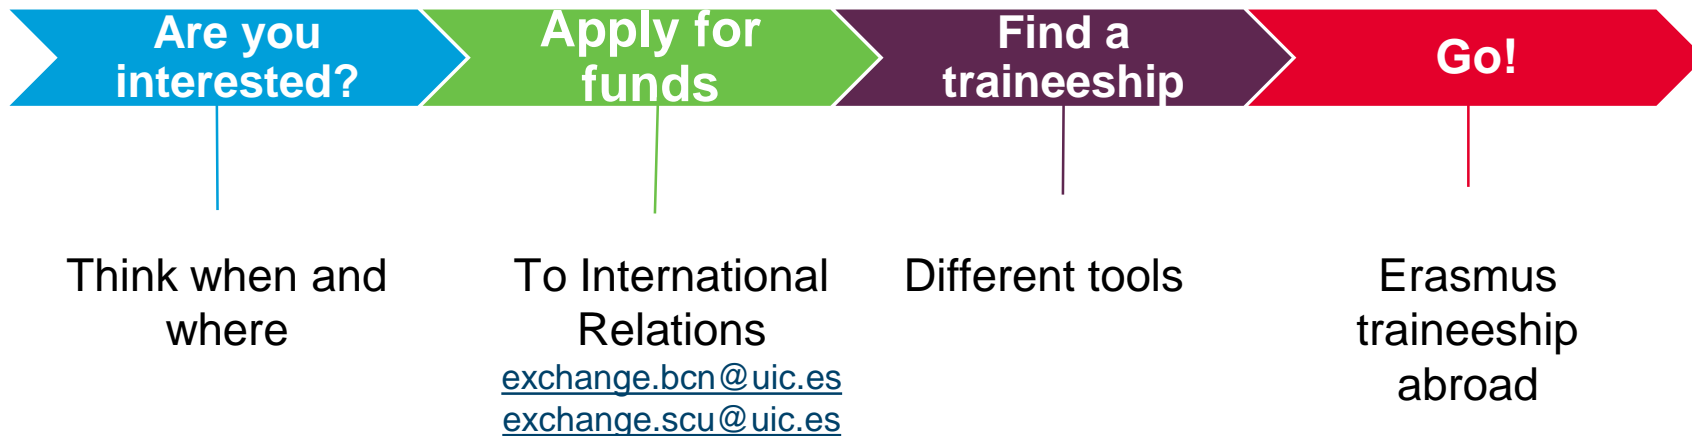 Are you
interested?
Apply for
funds
Find a
traineeship
Go!
Think when and
where
To International
Relations
exchange.bcn@uic.es
exchange.scu@uic.es
Different tools
Erasmus
traineeship
abroad